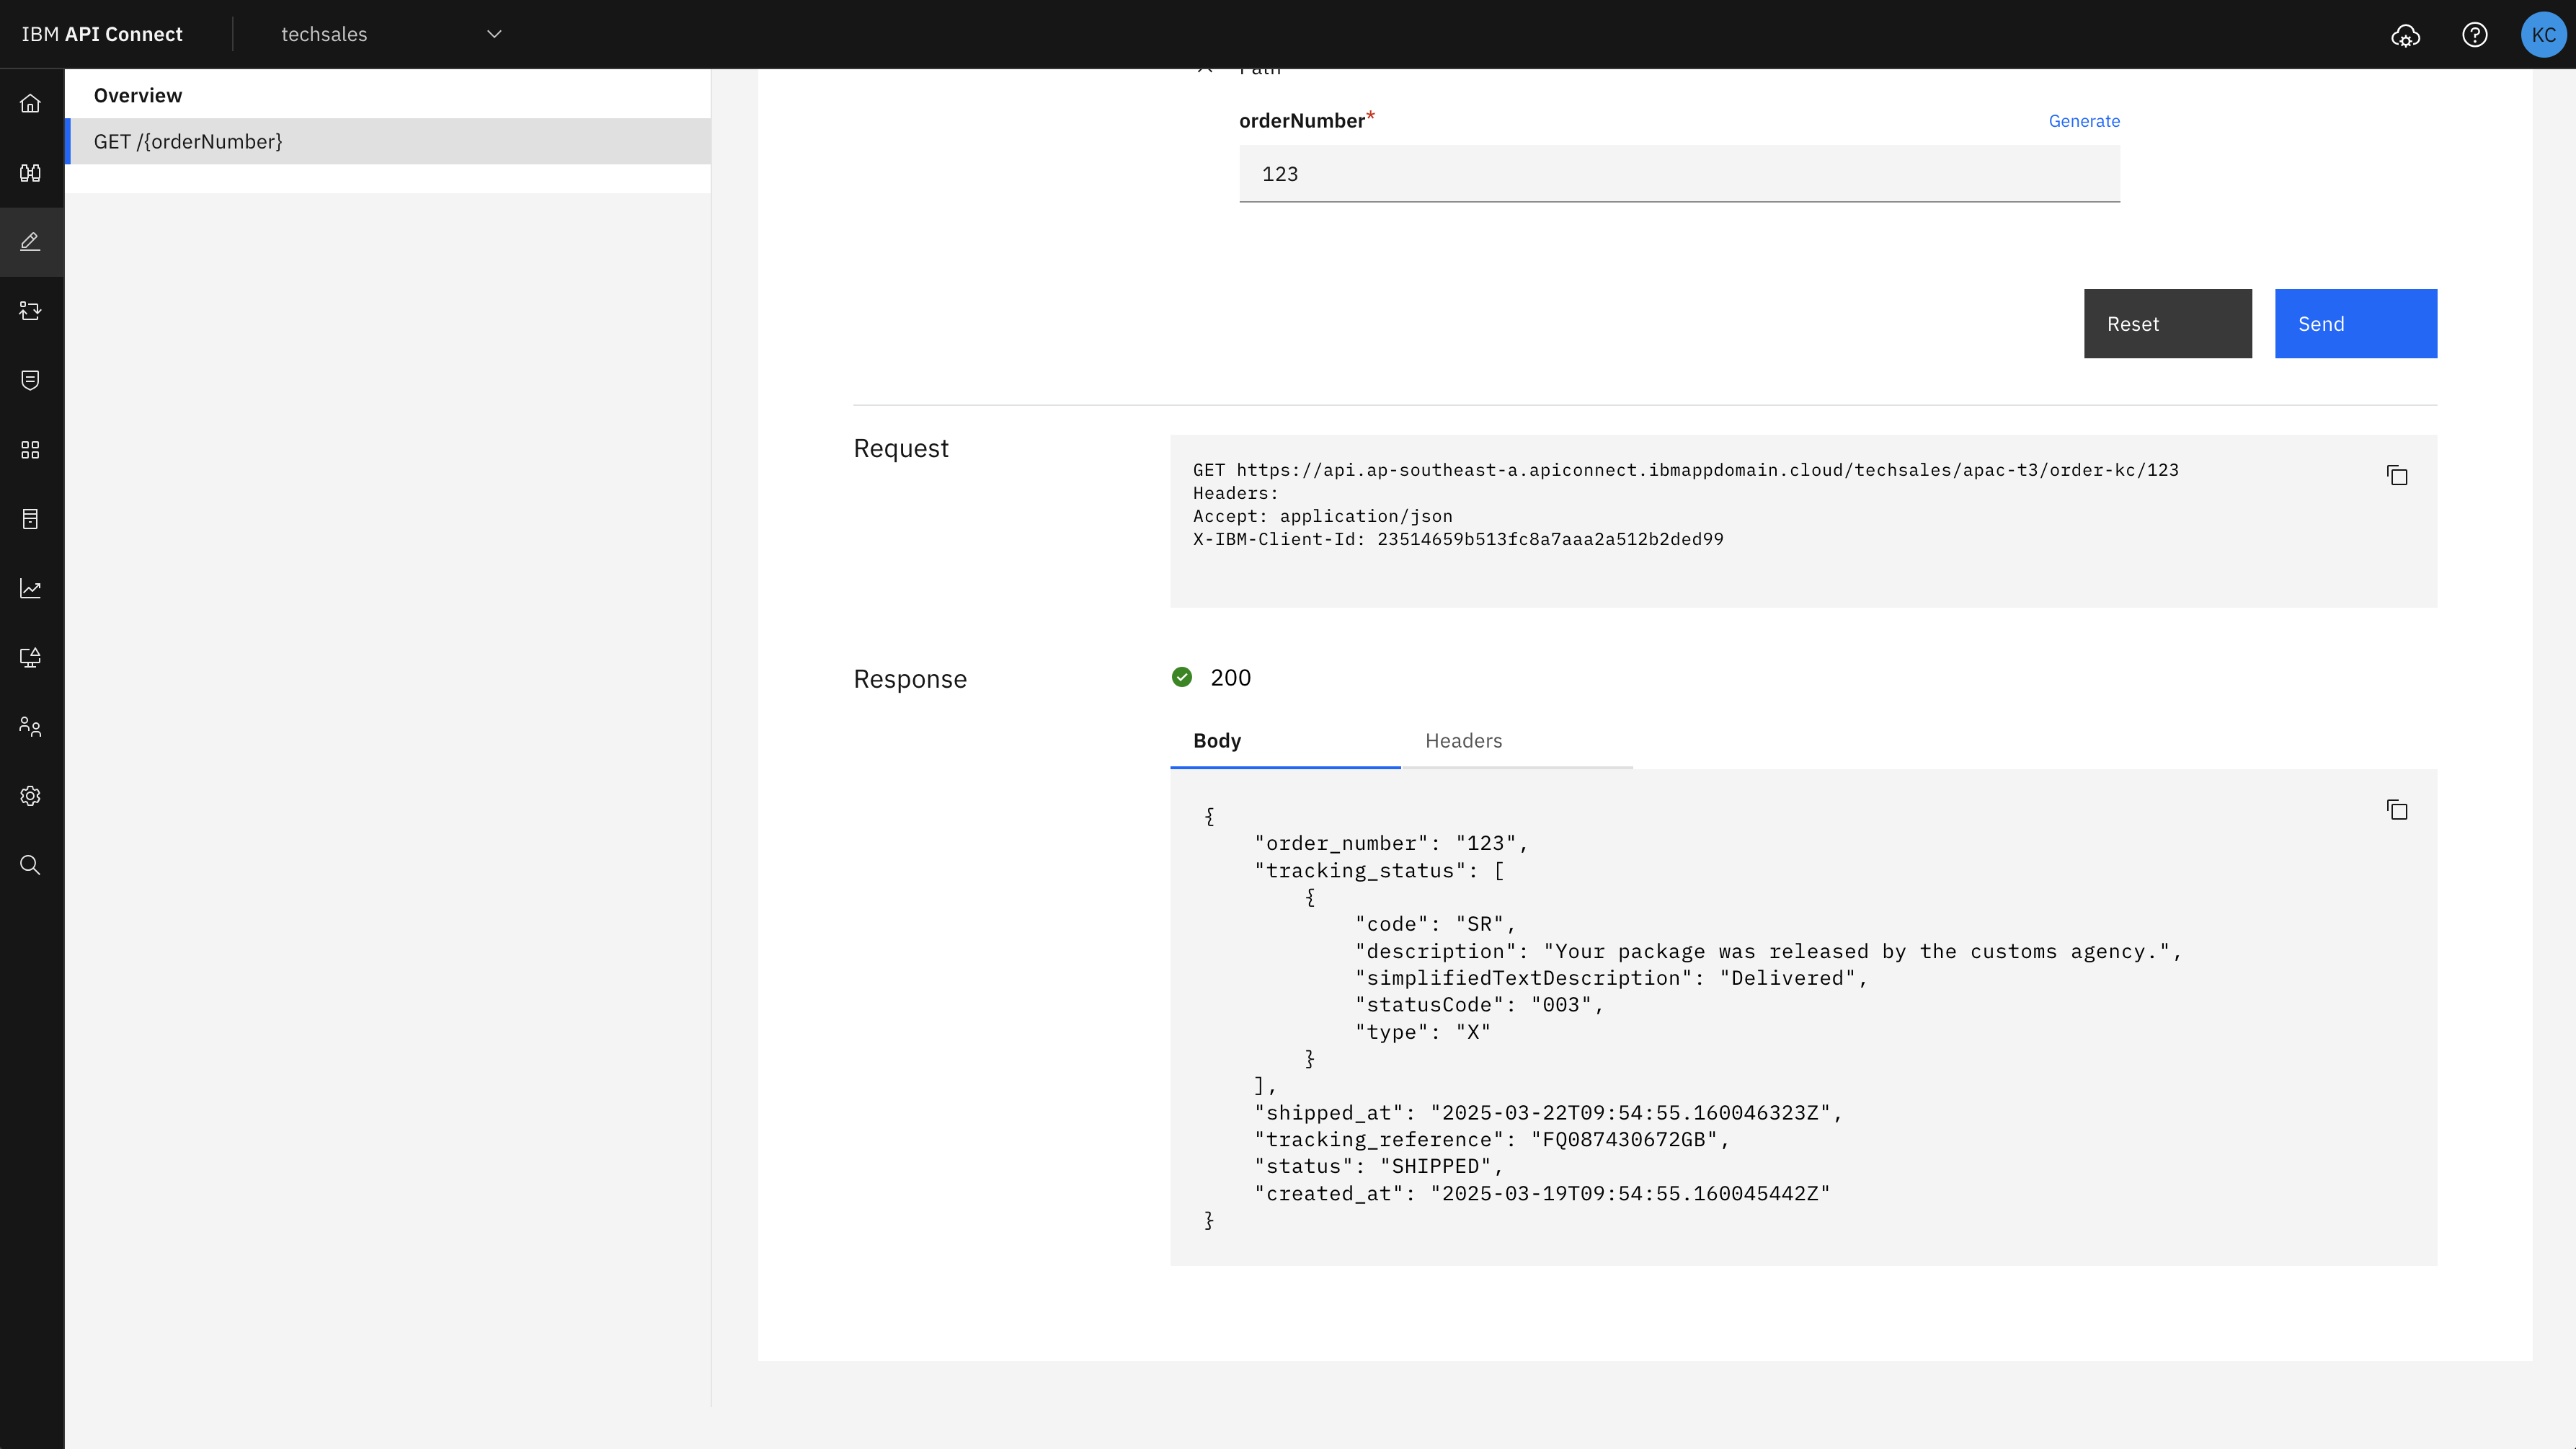 IBM API Connect
techsales
KC
Overview
GET /{orderNumber}
Path
orderNumber*
Generate
123
Reset
Send
Request
GET https://api.ap-southeast-a.apiconnect.ibmappdomain.cloud/techsales/apac-t3/order-kc/123
Headers:
Accept: application/json
X-IBM-Client-Id: 23514659b513fc8a7aaa2a512b2ded99
Response
200
Body
Headers
{
    "order_number": "123",
    "tracking_status": [
        {
            "code": "SR",
            "description": "Your package was released by the customs agency.",
            "simplifiedTextDescription": "Delivered",
            "statusCode": "003",
            "type": "X"
        }
    ],
    "shipped_at": "2025-03-22T09:54:55.160046323Z",
    "tracking_reference": "FQ087430672GB",
    "status": "SHIPPED",
    "created_at": "2025-03-19T09:54:55.160045442Z"
}